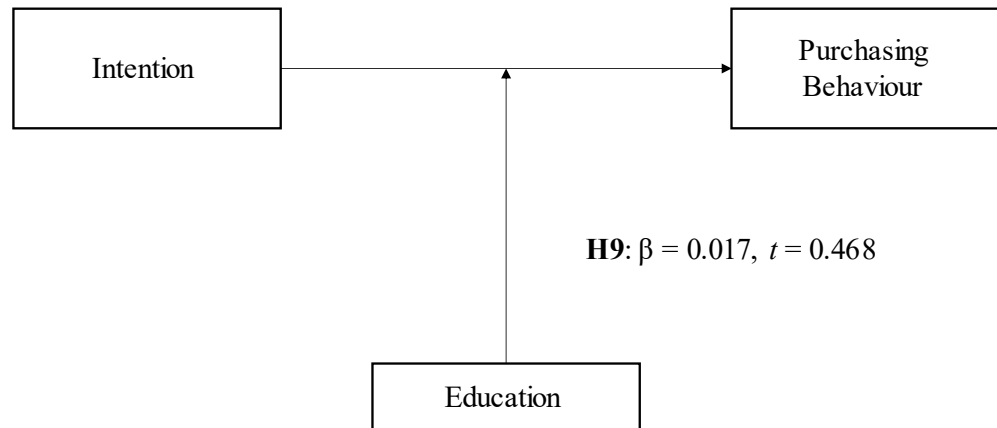 Intention
Purchasing
Behaviour
H9: β = 0.017, t = 0.468
Education